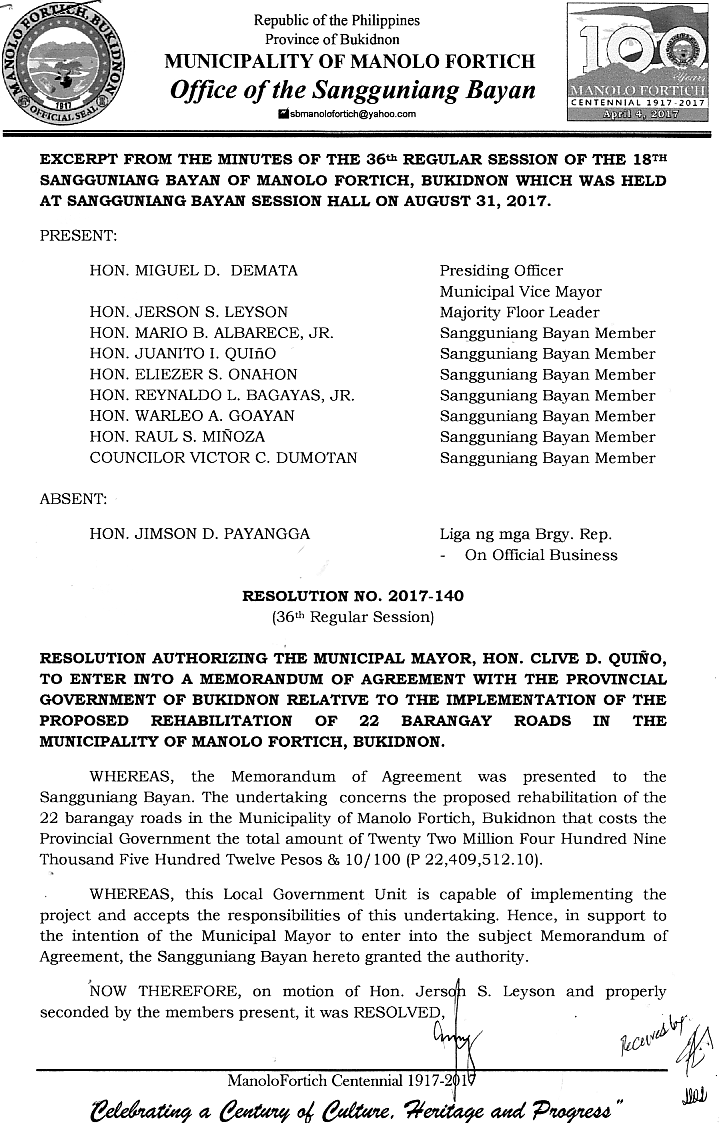 MANOLO FORTICH, BUKIDNON
1917
OFFICIAL SEAL
Republic of the Philippines
Province of Bukidnon
MUNICIPALITY OF MANOLO FORTICH
Office of the Sangguniang Bayan
sbmanolofortich@yahoo.com
100
Years
MANOLO FORTICH
CENTENNIAL 1917-2017
April 4, 2017
EXCERPT FROM THE MINUTES OF THE 36th REGULAR SESSION OF THE 18TH
SANGGUNIANG BAYAN OF MANOLO FORTICH, BUKIDNON WHICH WAS HELD
AT SANGGUNIANG BAYAN SESSION HALL ON AUGUST 31, 2017.
PRESENT:
HON. MIGUEL D. DEMATA Presiding Officer
Municipal Vice Mayor
HON. JERSON S. LEYSON Majority Floor Leader
HON. MARIO B. ALBARECE, JR. Sangguniang Bayan Member
HON. JUANITO I. QUIñO Sangguniang Bayan Member
HON. ELIEZER S. ONAHON Sangguniang Bayan Member
HON. REYNALDO L. BAGAYAS, JR. Sangguniang Bayan Member
HON. WARLEO A. GOAYAN Sangguniang Bayan Member
HON. RAUL S. MIÑOZA Sangguniang Bayan Member
COUNCILOR VICTOR C. DUMOTAN Sangguniang Bayan Member
ABSENT:
HON. JIMSON D. PAYANGGA Liga ng mga Brgy. Rep.
- On Official Business
RESOLUTION NO. 2017-140
(36th Regular Session)
RESOLUTION AUTHORIZING THE MUNICIPAL MAYOR, HON. CLIVE D. QUIÑO,
TO ENTER INTO A MEMORANDUM OF AGREEMENT WITH THE PROVINCIAL
GOVERNMENT OF BUKIDNON RELATIVE TO THE IMPLEMENTATION OF THE
PROPOSED REHABILITATION OF 22 BARANGAY ROADS IN THE
MUNICIPALITY OF MANOLO FORTICH, BUKIDNON.
WHEREAS, the Memorandum of Agreement was presented to the
Sangguniang Bayan. The undertaking concerns the proposed rehabilitation of the
22 barangay roads in the Municipality of Manolo Fortich, Bukidnon that costs the
Provincial Government the total amount of Twenty Two Million Four Hundred Nine
Thousand Five Hundred Twelve Pesos & 10/100 (P 22,409,512.10).
WHEREAS, this Local Government Unit is capable of implementing the
project and accepts the responsibilities of this undertaking. Hence, in support to
the intention of the Municipal Mayor to enter into the subject Memorandum of
Agreement, the Sangguniang Bayan hereto granted the authority.
NOW THEREFORE, on motion of Hon. Jerson S. Leyson and properly
seconded by the members present, it was RESOLVED,
Received by:
ManoloFortich Centennial 1917-2017
"Celebrating a Century of Culture, Heritage and Progress"